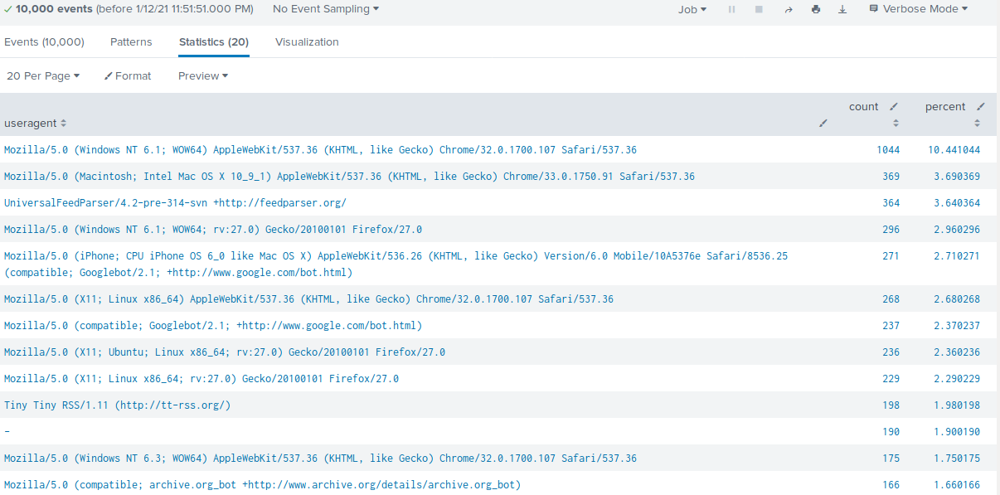 10,000 events (before 1/12/21 11:51:51.000 PM) No Event Sampling Job Verbose Mode
Events (10,000) Patterns Statistics (20) Visualization
20 Per Page Format Preview
useragent count percent
Mozilla/5.0 (Windows NT 6.1; WOW64) AppleWebKit/537.36 (KHTML, like Gecko) Chrome/32.0.1700.107 Safari/537.36 1044 10.441044
Mozilla/5.0 (Macintosh; Intel Mac OS X 10_9_1) AppleWebKit/537.36 (KHTML, like Gecko) Chrome/33.0.1750.91 Safari/537.36 369 3.690369
UniversalFeedParser/4.2-pre-314-svn +http://feedparser.org/ 364 3.640364
Mozilla/5.0 (Windows NT 6.1; WOW64; rv:27.0) Gecko/20100101 Firefox/27.0 296 2.960296
Mozilla/5.0 (iPhone; CPU iPhone OS 6_0 like Mac OS X) AppleWebKit/536.26 (KHTML, like Gecko) Version/6.0 Mobile/10A5376e Safari/8536.25 271 2.710271
(compatible; Googlebot/2.1; +http://www.google.com/bot.html)
Mozilla/5.0 (X11; Linux x86_64) AppleWebKit/537.36 (KHTML, like Gecko) Chrome/32.0.1700.107 Safari/537.36 268 2.680268
Mozilla/5.0 (compatible; Googlebot/2.1; +http://www.google.com/bot.html) 237 2.370237
Mozilla/5.0 (X11; Ubuntu; Linux x86_64; rv:27.0) Gecko/20100101 Firefox/27.0 236 2.360236
Mozilla/5.0 (X11; Linux x86_64; rv:27.0) Gecko/20100101 Firefox/27.0 229 2.290229
Tiny Tiny RSS/1.11 (http://tt-rss.org/) 198 1.980198
- 190 1.900190
Mozilla/5.0 (Windows NT 6.3; WOW64) AppleWebKit/537.36 (KHTML, like Gecko) Chrome/32.0.1700.107 Safari/537.36 175 1.750175
Mozilla/5.0 (compatible; archive.org_bot +http://www.archive.org/details/archive.org_bot) 166 1.660166